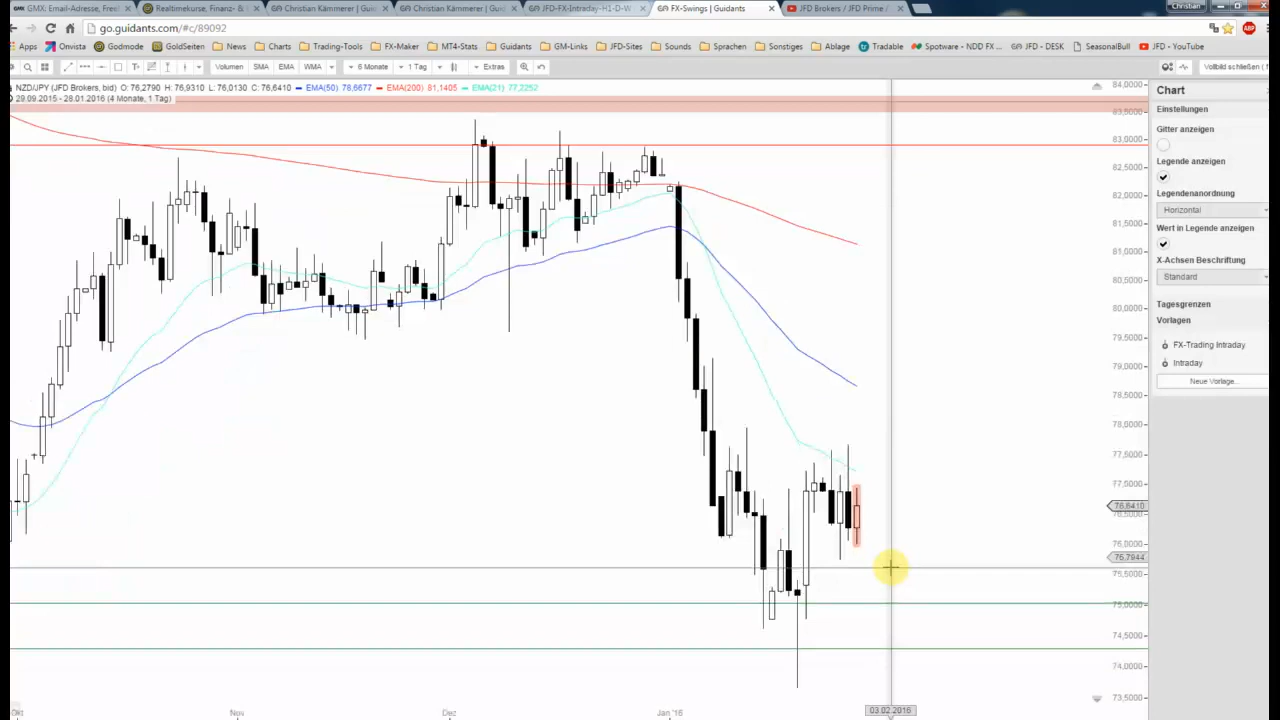 GMX: Email-Adresse, Fresl
Realtimekurse, Finanz- &
Christian Kämmerer | Guid
Christian Kämmerer | Guid
JFD-FX-Intraday-H1-D-W
FX-Swings | Guidants
JFD Brokers / JFD Prime /
Christian
go.guidants.com/#c/89092
ABP
Apps Onvista Godmode GoldSeiten News Charts Trading-Tools FX-Maker MT4-Stats Guidants GM-Links JFD-Sites Sounds Sprachen Sonstiges Ablage Tradable Spotware - NDD FX ... JFD - DESK SeasonalBull JFD - YouTube
Volumen SMA EMA WMA 6 Monate 1 Tag Extras Vollbild schließen (
NZD/JPY (JFD Brokers, bid) O: 76,2790 H: 76,9310 L: 76,0130 C: 76,6410 EMA(50) 78,6677 EMA(200) 81,1405 EMA(21) 77,2252
29.09.2015 - 28.01.2016 (4 Monate, 1 Tag)
84,0000
83,5000
83,0000
82,5000
82,0000
81,5000
81,0000
80,5000
80,0000
79,5000
79,0000
78,5000
78,0000
77,5000
77,0000
76,6410
76,5000
76,0000
75,7944
75,5000
75,0000
74,5000
74,0000
73,5000
Okt Nov Dez Jan '16 03.02.2016
Chart
Einstellungen
Gitter anzeigen
Legende anzeigen
Legendenanordnung
Horizontal
Wert in Legende anzeigen
X-Achsen Beschriftung
Standard
Tagesgrenzen
Vorlagen
FX-Trading Intraday
Intraday
Neue Vorlage...